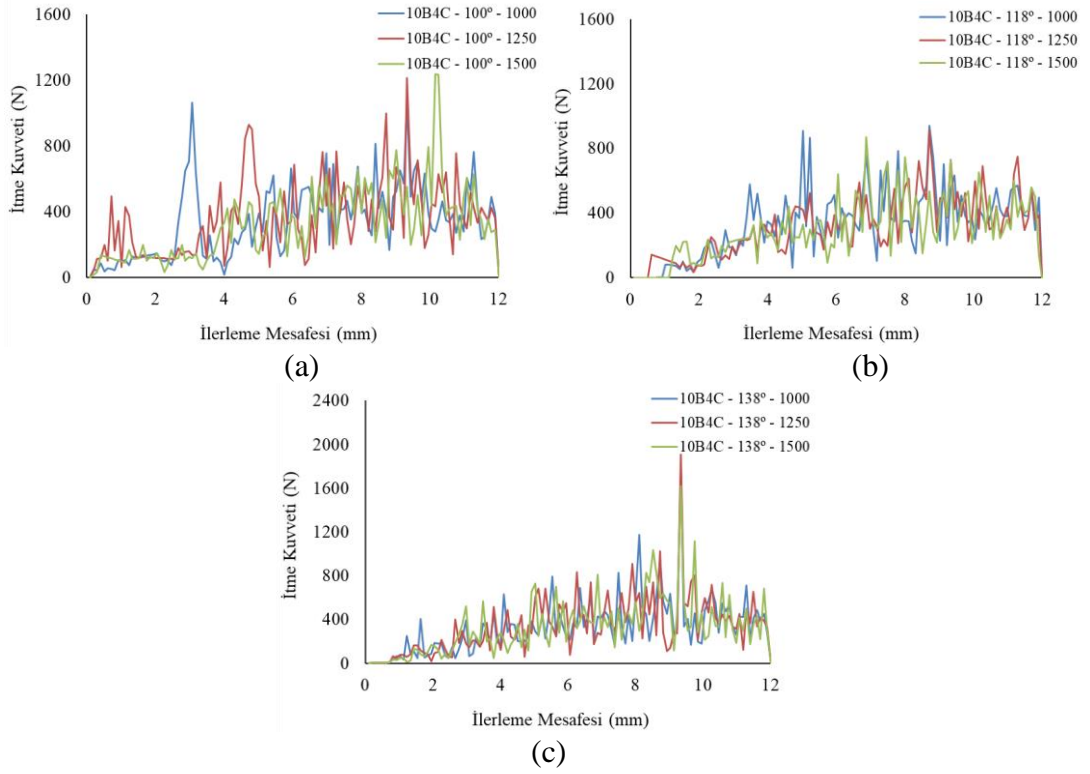 1600
1200
800
400
0
İtme Kuvveti (N)
10B4C - 100º - 1000
10B4C - 100º - 1250
10B4C - 100º - 1500
0 2 4 6 8 10 12
İlerleme Mesafesi (mm)
(a)
1600
1200
800
400
0
İtme Kuvveti (N)
10B4C - 118º - 1000
10B4C - 118º - 1250
10B4C - 118º - 1500
0 2 4 6 8 10 12
İlerleme Mesafesi (mm)
(b)
2400
2000
1600
1200
800
400
0
İtme Kuvveti (N)
10B4C - 138º - 1000
10B4C - 138º - 1250
10B4C - 138º - 1500
0 2 4 6 8 10 12
İlerleme Mesafesi (mm)
(c)